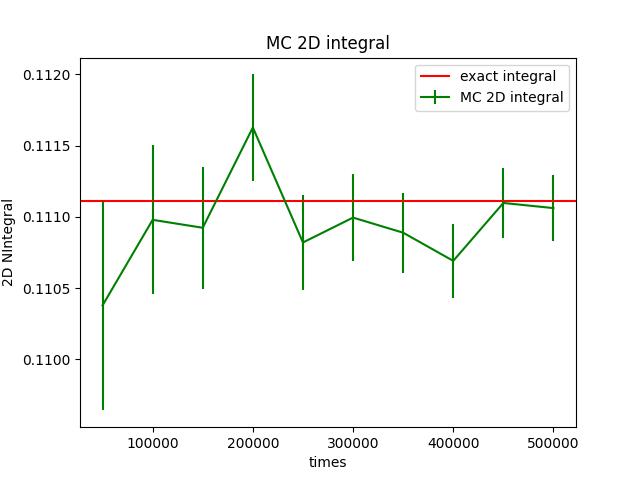 MC 2D integral
exact integral
MC 2D integral
2D NIntegral
0.1120
0.1115
0.1110
0.1105
0.1100
100000 200000 300000 400000 500000
times